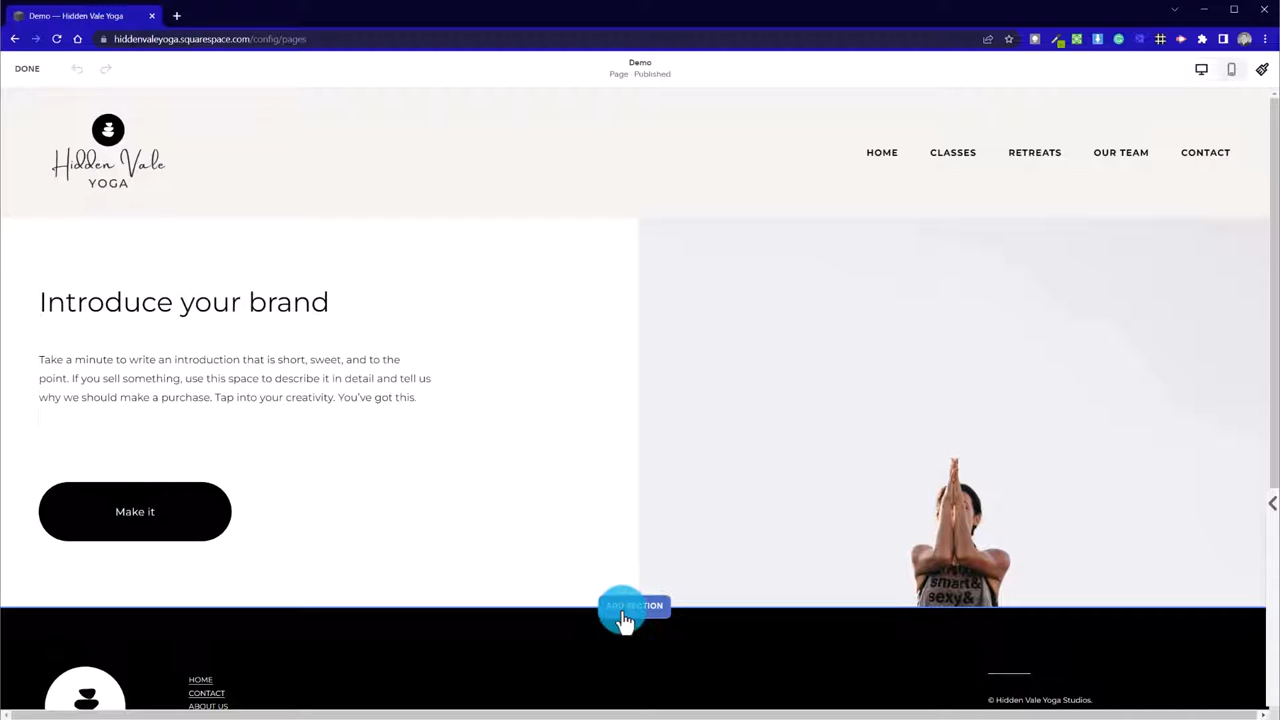 Demo — Hidden Vale Yoga
hiddenvaleyoga.squarespace.com/config/pages
DONE
Demo
Page · Published
Hidden Vale
YOGA
HOME
CLASSES
RETREATS
OUR TEAM
CONTACT
Introduce your brand
Take a minute to write an introduction that is short, sweet, and to the
point. If you sell something, use this space to describe it in detail and tell us
why we should make a purchase. Tap into your creativity. You’ve got this.
Make it
smart&
sexy&
ADD SECTION
HOME
CONTACT
ABOUT US
© Hidden Vale Yoga Studios.